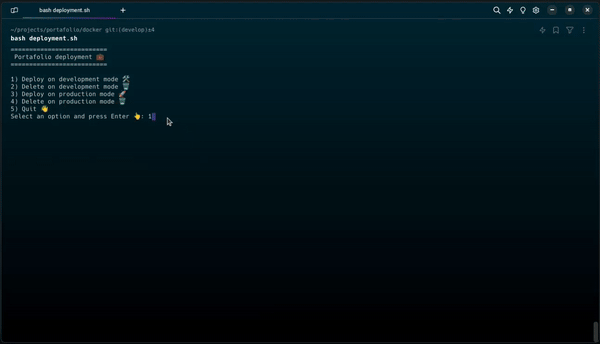 bash deployment.sh
~/projects/portafolio/docker git:(develop)±4
bash deployment.sh
==========================
Portafolio deployment 💼
==========================
1) Deploy on development mode 🛠️
2) Delete on development mode 🗑️
3) Deploy on production mode 🚀
4) Delete on production mode 🗑️
5) Quit 👋
Select an option and press Enter 👆: 1